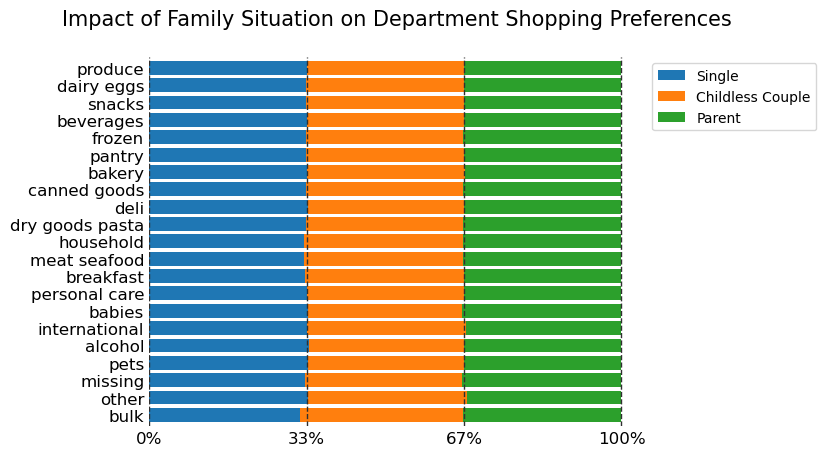 Impact of Family Situation on Department Shopping Preferences
produce
dairy eggs
snacks
beverages
frozen
pantry
bakery
canned goods
deli
dry goods pasta
household
meat seafood
breakfast
personal care
babies
international
alcohol
pets
missing
other
bulk
0% 33% 67% 100%
Single
Childless Couple
Parent